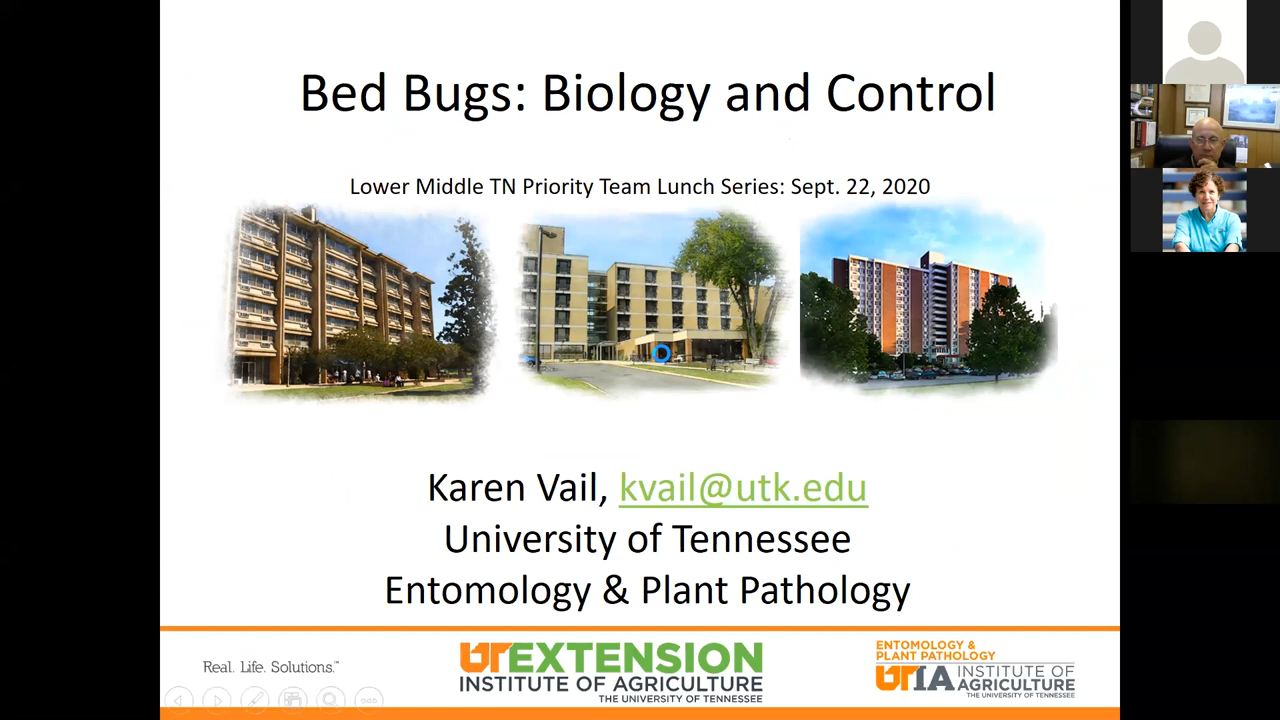 Bed Bugs: Biology and Control
Lower Middle TN Priority Team Lunch Series: Sept. 22, 2020
Karen Vail, kvail@utk.edu
University of Tennessee
Entomology & Plant Pathology
Real. Life. Solutions.™
UTEXTENSION
INSTITUTE OF AGRICULTURE
THE UNIVERSITY OF TENNESSEE
ENTOMOLOGY &
PLANT PATHOLOGY
UTIA INSTITUTE OF
AGRICULTURE
THE UNIVERSITY OF TENNESSEE